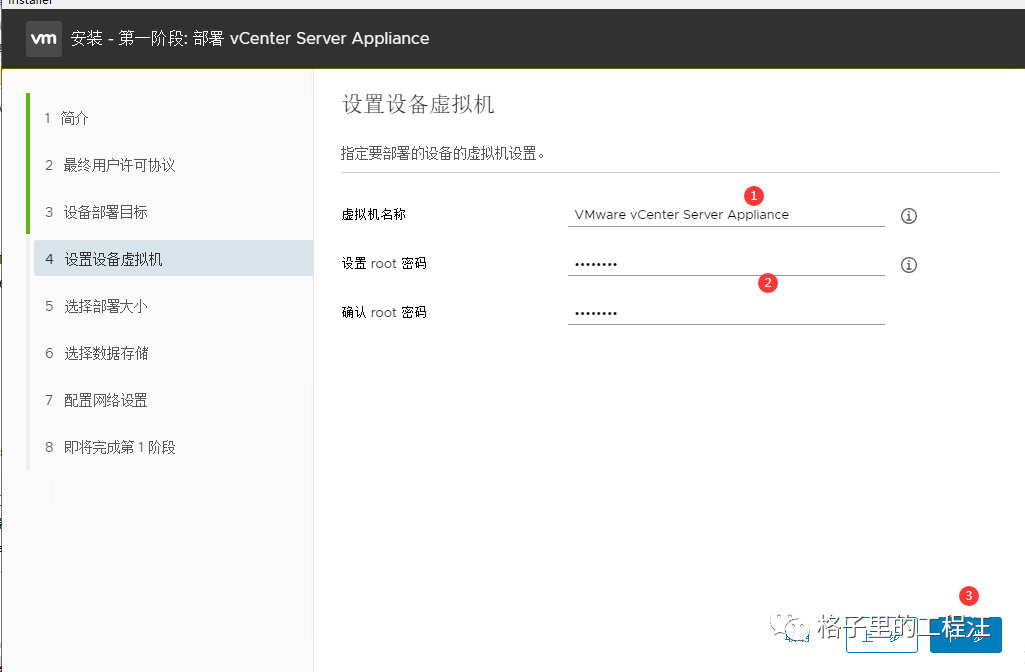 Installer
vm 安装 - 第一阶段: 部署 vCenter Server Appliance
1 简介
2 最终用户许可协议
3 设备部署目标
4 设置设备虚拟机
5 选择部署大小
6 选择数据存储
7 配置网络设置
8 即将完成第 1 阶段
设置设备虚拟机
指定要部署的设备的虚拟机设置。
1
虚拟机名称 VMware vCenter Server Appliance
设置 root 密码 ••••••••
2
确认 root 密码 ••••••••
3
格子里的工程汪